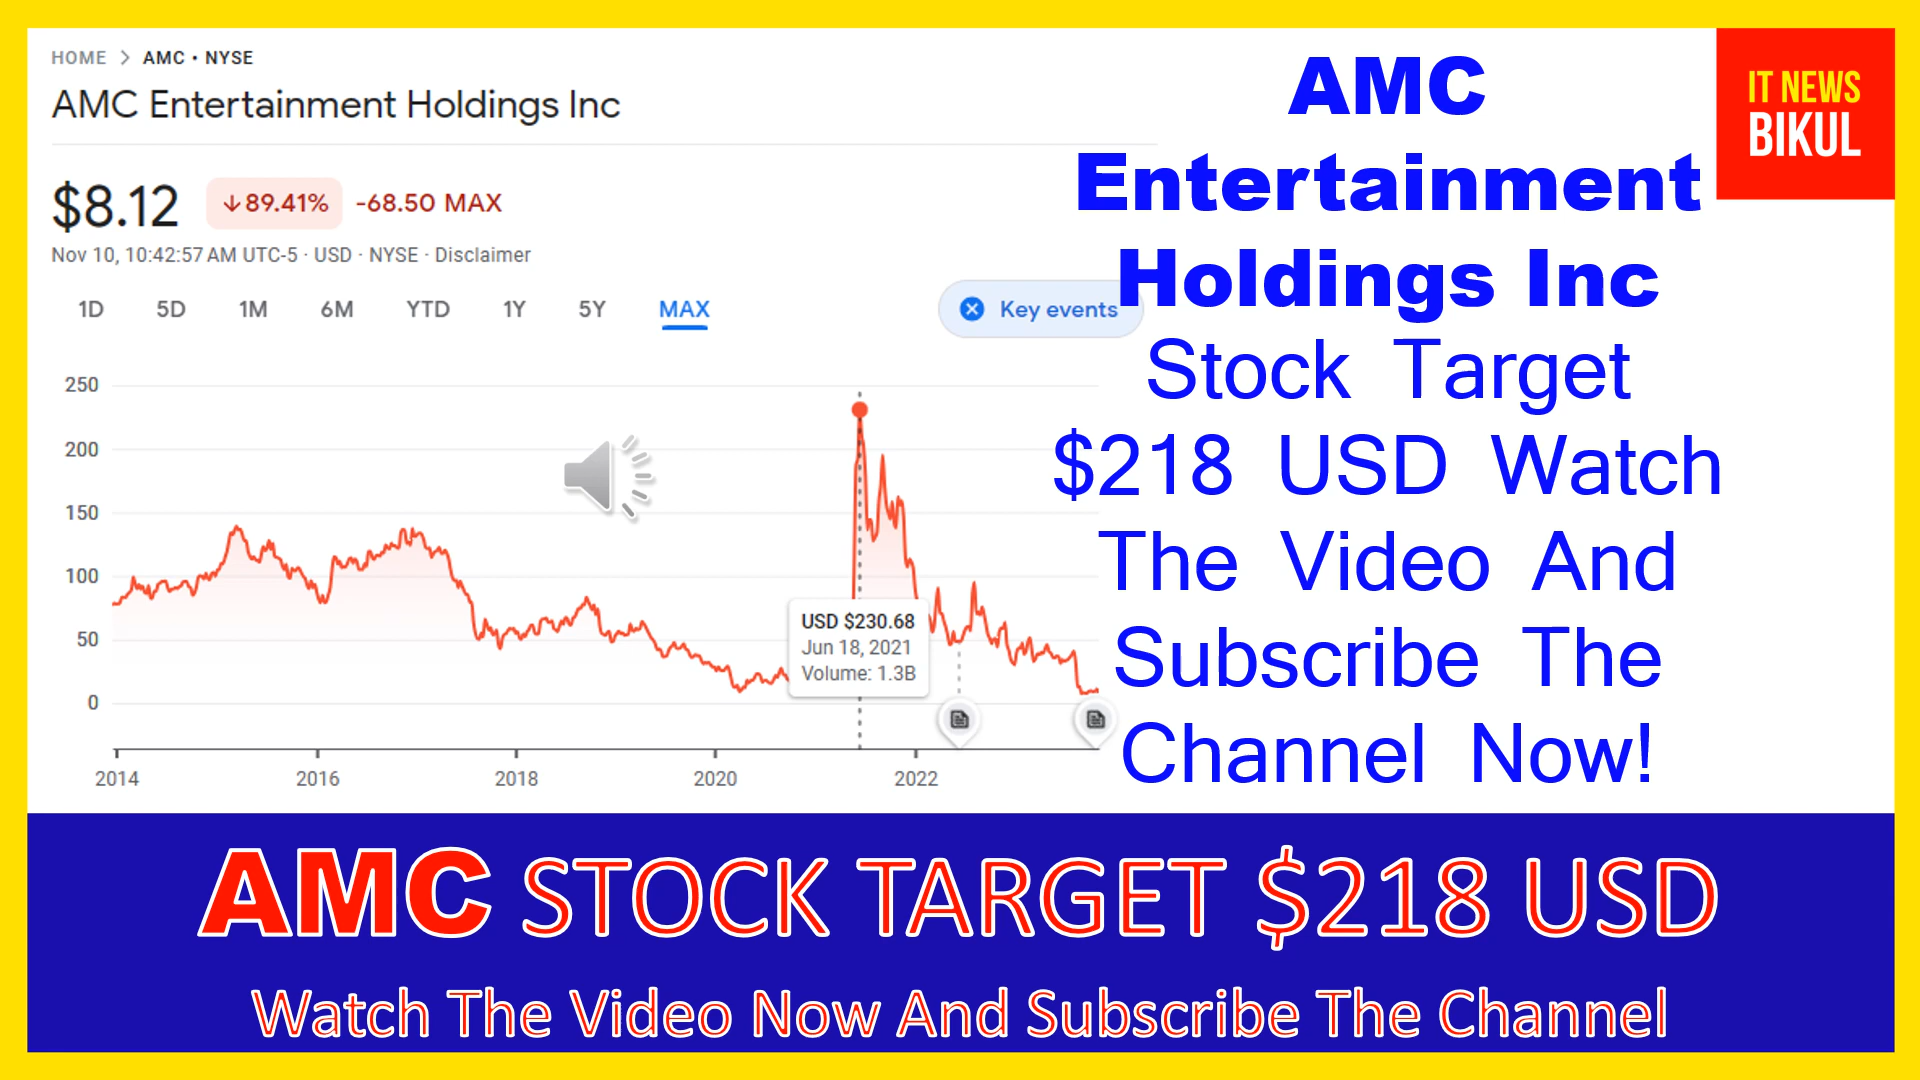 HOME > AMC • NYSE
AMC Entertainment Holdings Inc
$8.12 ↓89.41% -68.50 MAX
Nov 10, 10:42:57 AM UTC-5 · USD · NYSE · Disclaimer
1D 5D 1M 6M YTD 1Y 5Y MAX
Key events
250
200
150
100
50
0
USD $230.68
Jun 18, 2021
Volume: 1.3B
2014 2016 2018 2020 2022
AMC
Entertainment
Holdings Inc
Stock Target
$218 USD Watch
The Video And
Subscribe The
Channel Now!
IT NEWS
BIKUL
AMC STOCK TARGET $218 USD
Watch The Video Now And Subscribe The Channel